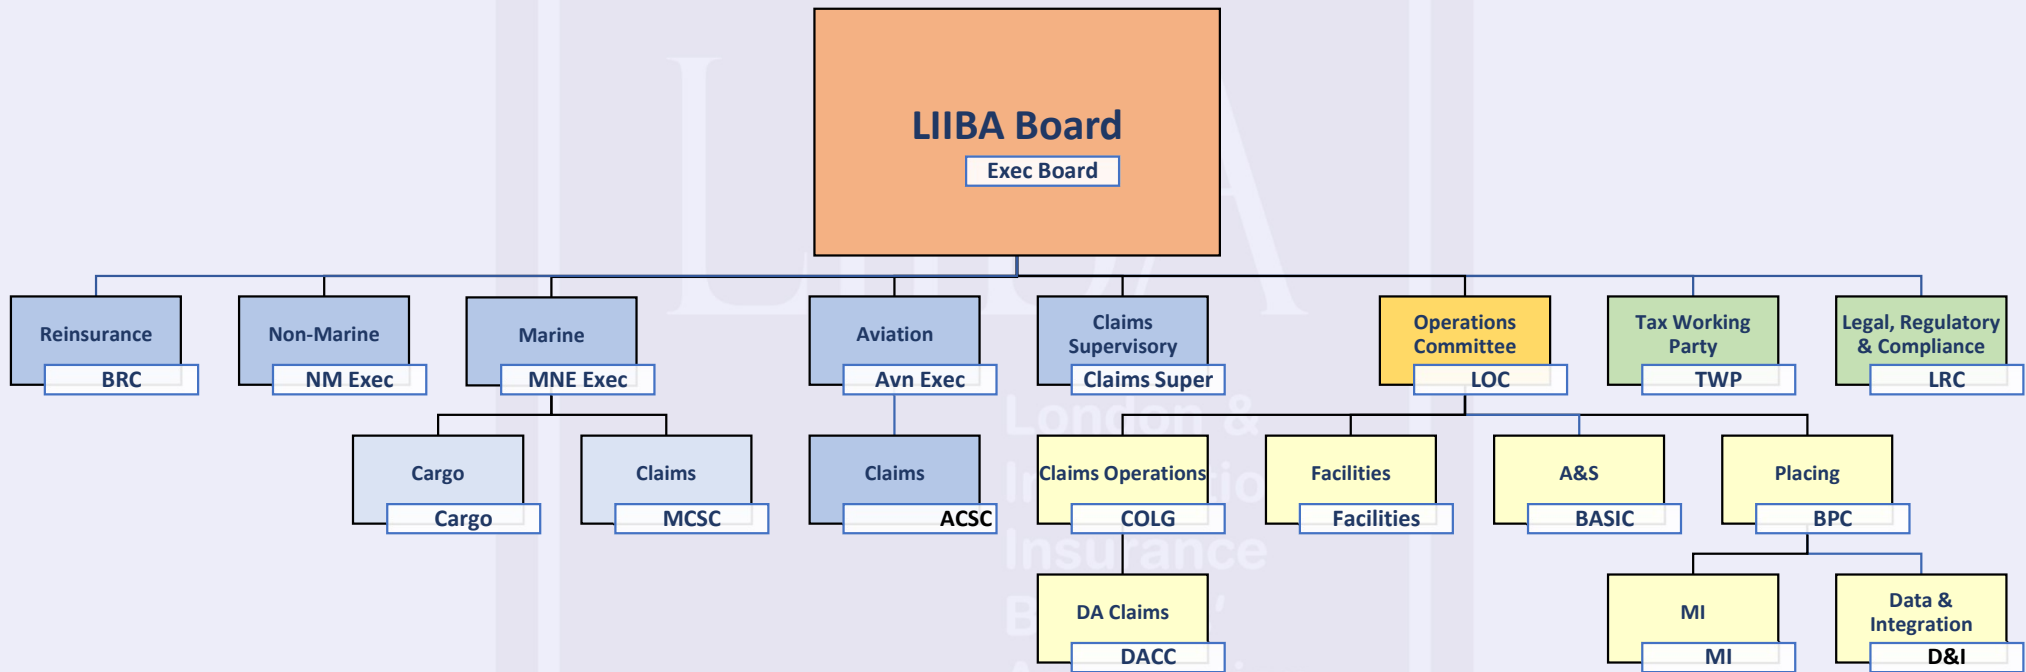 LIIBA Board
Exec Board
Reinsurance
BRC
Non-Marine
NM Exec
Marine
MNE Exec
Aviation
Avn Exec
Claims
Supervisory
Claims Super
Operations
Committee
LOC
Tax Working
Party
TWP
Legal, Regulatory
& Compliance
LRC
Cargo
Cargo
Claims
MCSC
Claims
ACSC
Claims Operations
COLG
Facilities
Facilities
A&S
BASIC
Placing
BPC
DA Claims
DACC
MI
MI
Data &
Integration
D&I
London &
Insurance